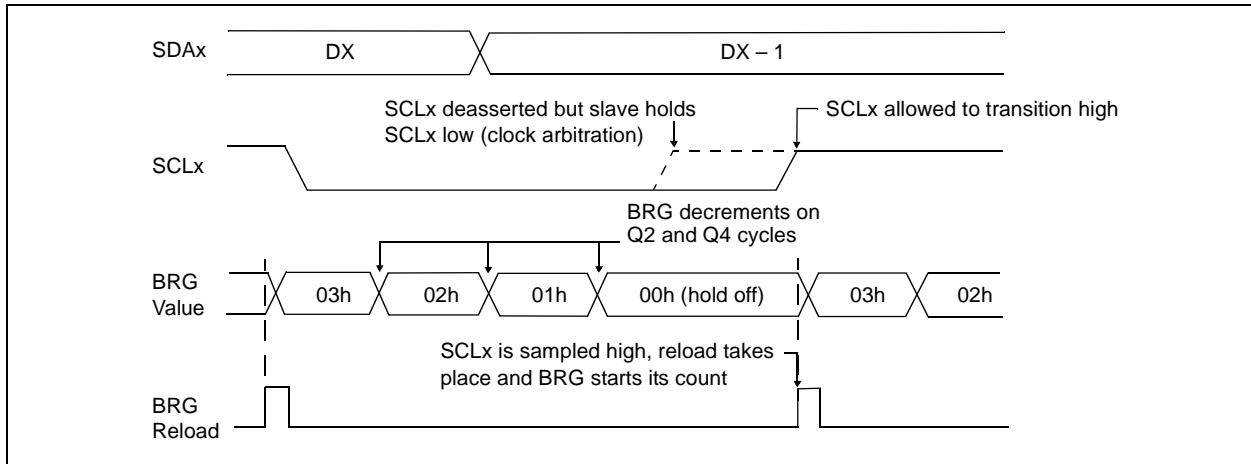 SDAx
DX
DX – 1
SCLx deasserted but slave holds
SCLx low (clock arbitration)
SCLx allowed to transition high
SCLx
BRG decrements on
Q2 and Q4 cycles
BRG
Value
03h
02h
01h
00h (hold off)
03h
02h
SCLx is sampled high, reload takes
place and BRG starts its count
BRG
Reload